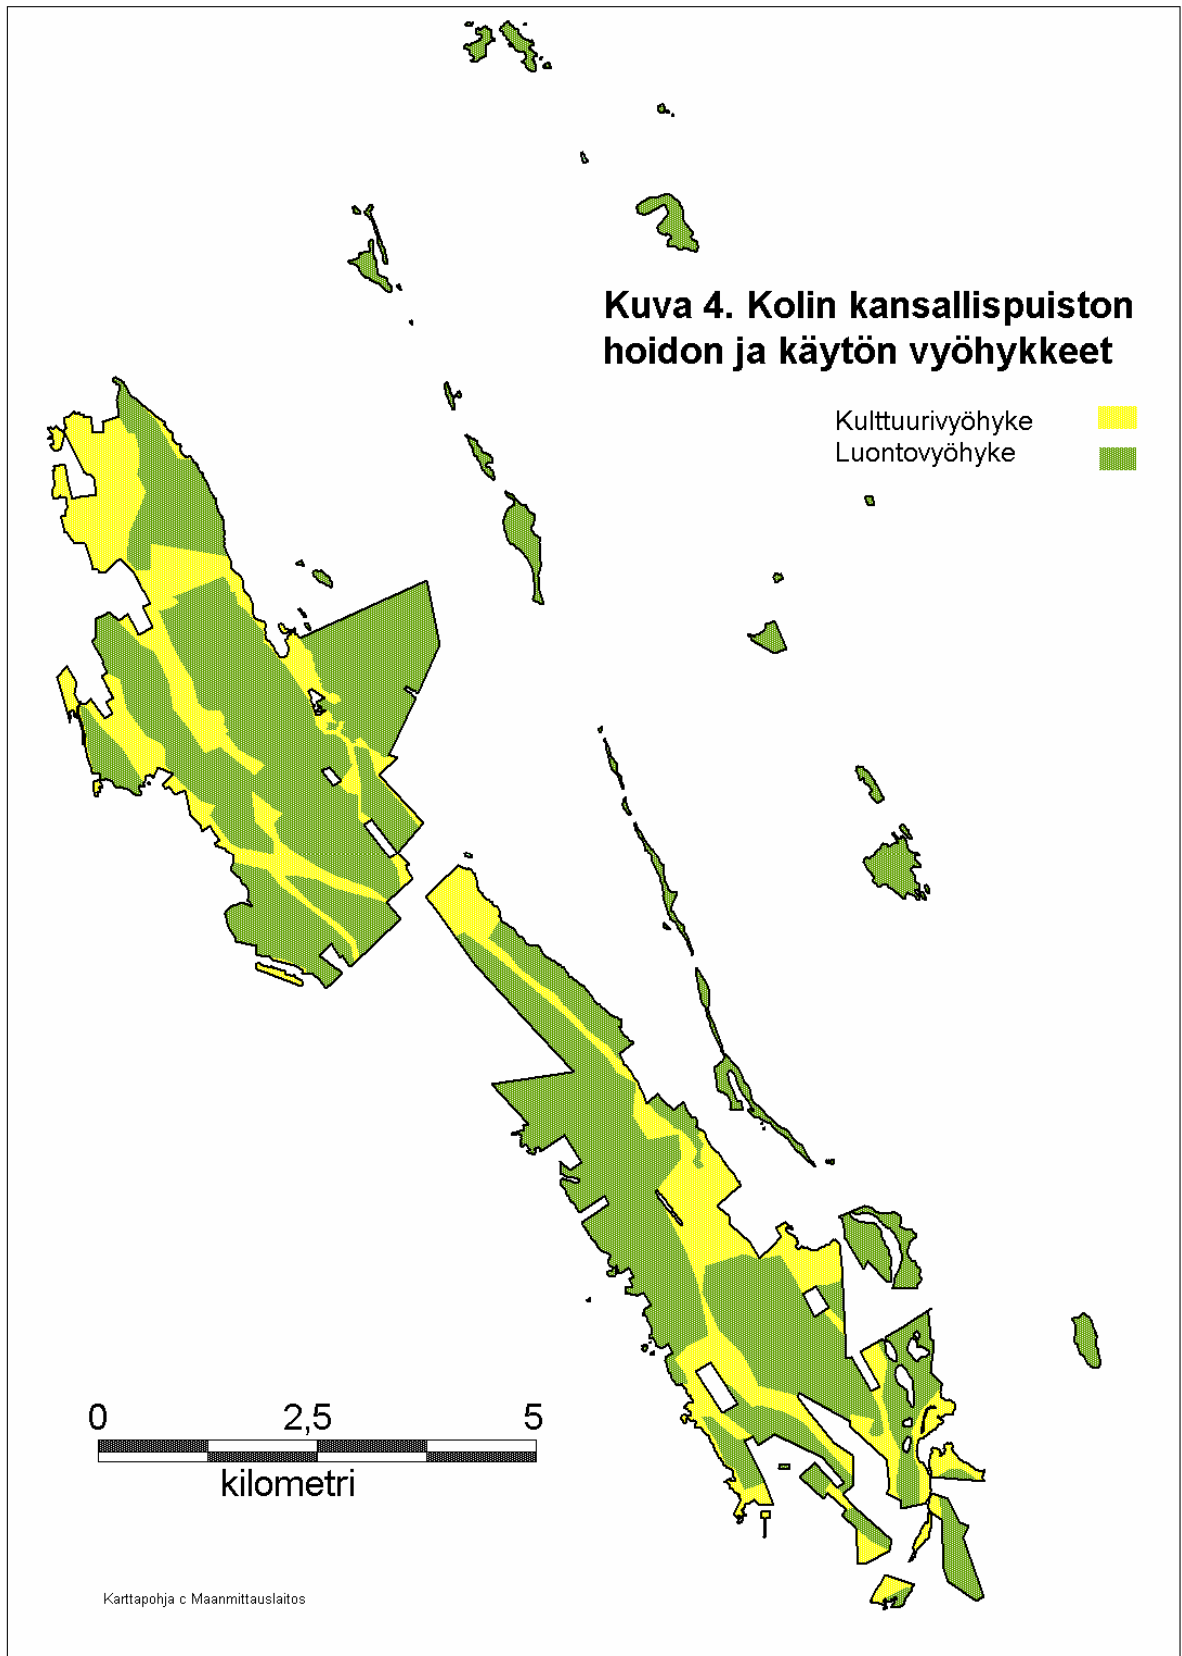 Kuva 4. Kolin kansallispuiston
hoidon ja käytön vyöhykkeet
Kulttuurivyöhyke
Luontovyöhyke
0 2,5 5
kilometri
Karttapohja c Maanmittauslaitos